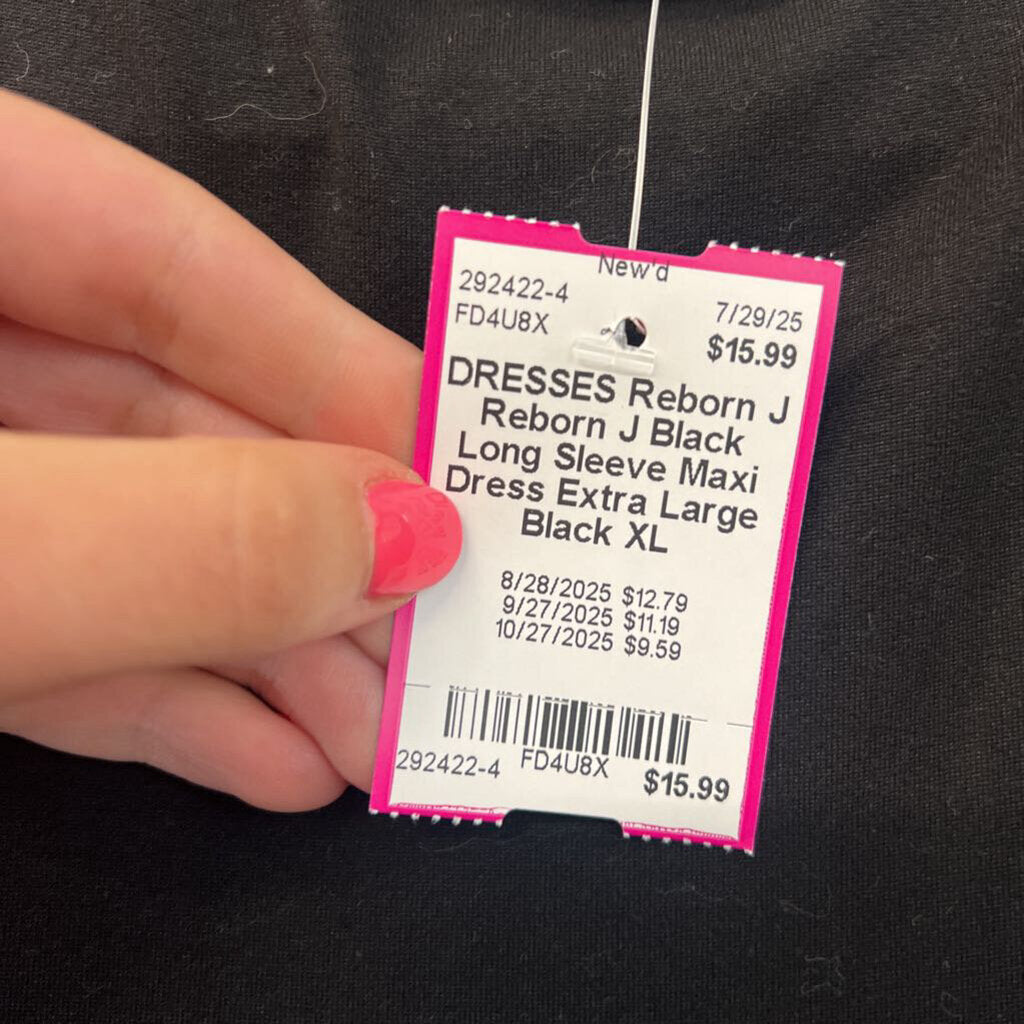 New'd
292422-4
7/29/25
FD4U8X
$15.99
DRESSES Reborn J
Reborn J Black
Long Sleeve Maxi
Dress Extra Large
Black XL
8/28/2025 $12.79
9/27/2025 $11.19
10/27/2025 $9.59
292422-4 FD4U8X $15.99